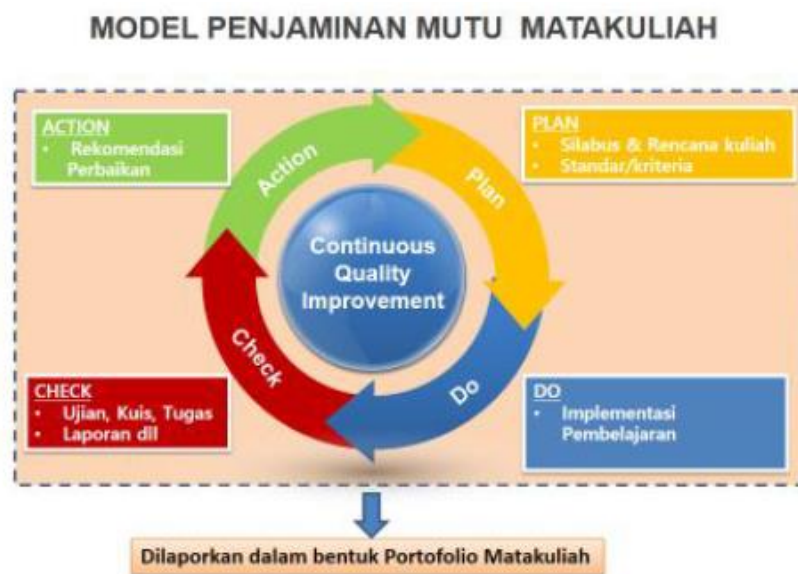 MODEL PENJAMINAN MUTU MATAKULIAH
ACTION
• Rekomendasi
Perbaikan
PLAN
• Silabus & Rencana kuliah
• Standar/kriteria
Action
Plan
Continuous
Quality
Improvement
Check
Do
CHECK
• Ujian, Kuis, Tugas
• Laporan dll
DO
• Implementasi
Pembelajaran
Dilaporkan dalam bentuk Portofolio Matakuliah